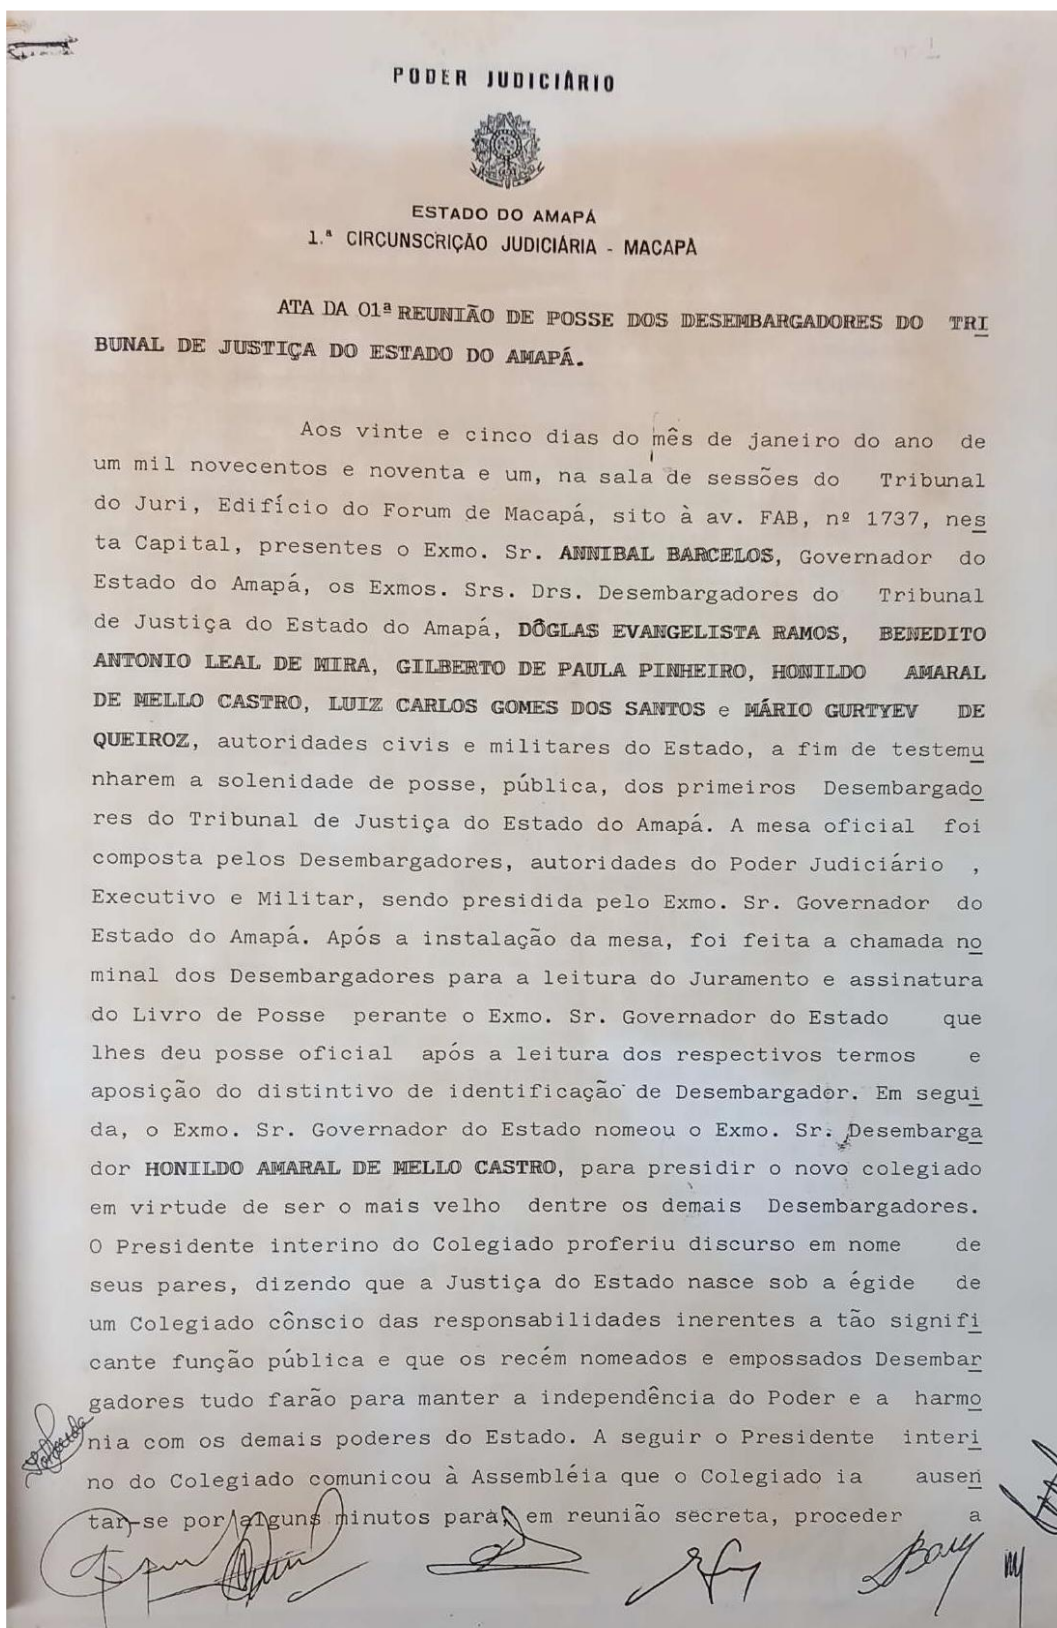 PODER JUDICIÁRIO
ESTADO DO AMAPÁ
1.ª CIRCUNSCRIÇÃO JUDICIÁRIA - MACAPÁ
ATA DA 01ª REUNIÃO DE POSSE DOS DESEMBARGADORES DO TRI
BUNAL DE JUSTIÇA DO ESTADO DO AMAPÁ.
Aos vinte e cinco dias do mês de janeiro do ano de
um mil novecentos e noventa e um, na sala de sessões do Tribunal
do Juri, Edifício do Forum de Macapá, sito à av. FAB, nº 1737, nes
ta Capital, presentes o Exmo. Sr. ANNIBAL BARCELOS, Governador do
Estado do Amapá, os Exmos. Srs. Drs. Desembargadores do Tribunal
de Justiça do Estado do Amapá, DÔGLAS EVANGELISTA RAMOS, BENEDITO
ANTONIO LEAL DE MIRA, GILBERTO DE PAULA PINHEIRO, HONILDO AMARAL
DE MELLO CASTRO, LUIZ CARLOS GOMES DOS SANTOS e MÁRIO GURTYEV DE
QUEIROZ, autoridades civis e militares do Estado, a fim de testemu
nharem a solenidade de posse, pública, dos primeiros Desembargado
res do Tribunal de Justiça do Estado do Amapá. A mesa oficial foi
composta pelos Desembargadores, autoridades do Poder Judiciário ,
Executivo e Militar, sendo presidida pelo Exmo. Sr. Governador do
Estado do Amapá. Após a instalação da mesa, foi feita a chamada no
minal dos Desembargadores para a leitura do Juramento e assinatura
do Livro de Posse perante o Exmo. Sr. Governador do Estado que
lhes deu posse oficial após a leitura dos respectivos termos e
aposição do distintivo de identificação de Desembargador. Em segui
da, o Exmo. Sr. Governador do Estado nomeou o Exmo. Sr. Desembarga
dor HONILDO AMARAL DE MELLO CASTRO, para presidir o novo colegiado
em virtude de ser o mais velho dentre os demais Desembargadores.
O Presidente interino do Colegiado proferiu discurso em nome de
seus pares, dizendo que a Justiça do Estado nasce sob a égide de
um Colegiado cônscio das responsabilidades inerentes a tão signifi
cante função pública e que os recém nomeados e empossados Desembar
gadores tudo farão para manter a independência do Poder e a harmo
nia com os demais poderes do Estado. A seguir o Presidente interi
no do Colegiado comunicou à Assembléia que o Colegiado ia ausen
tar-se por alguns minutos para, em reunião secreta, proceder a